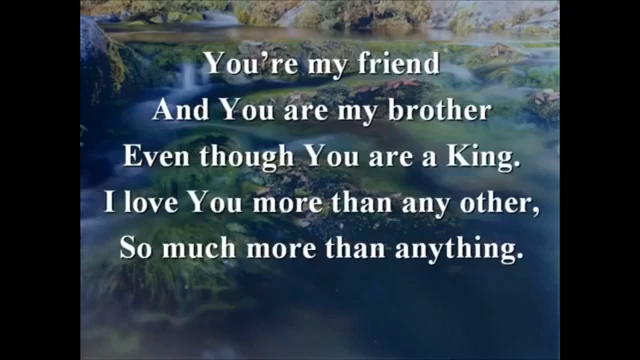 You're my friend
And You are my brother
Even though You are a King.
I love You more than any other,
So much more than anything.